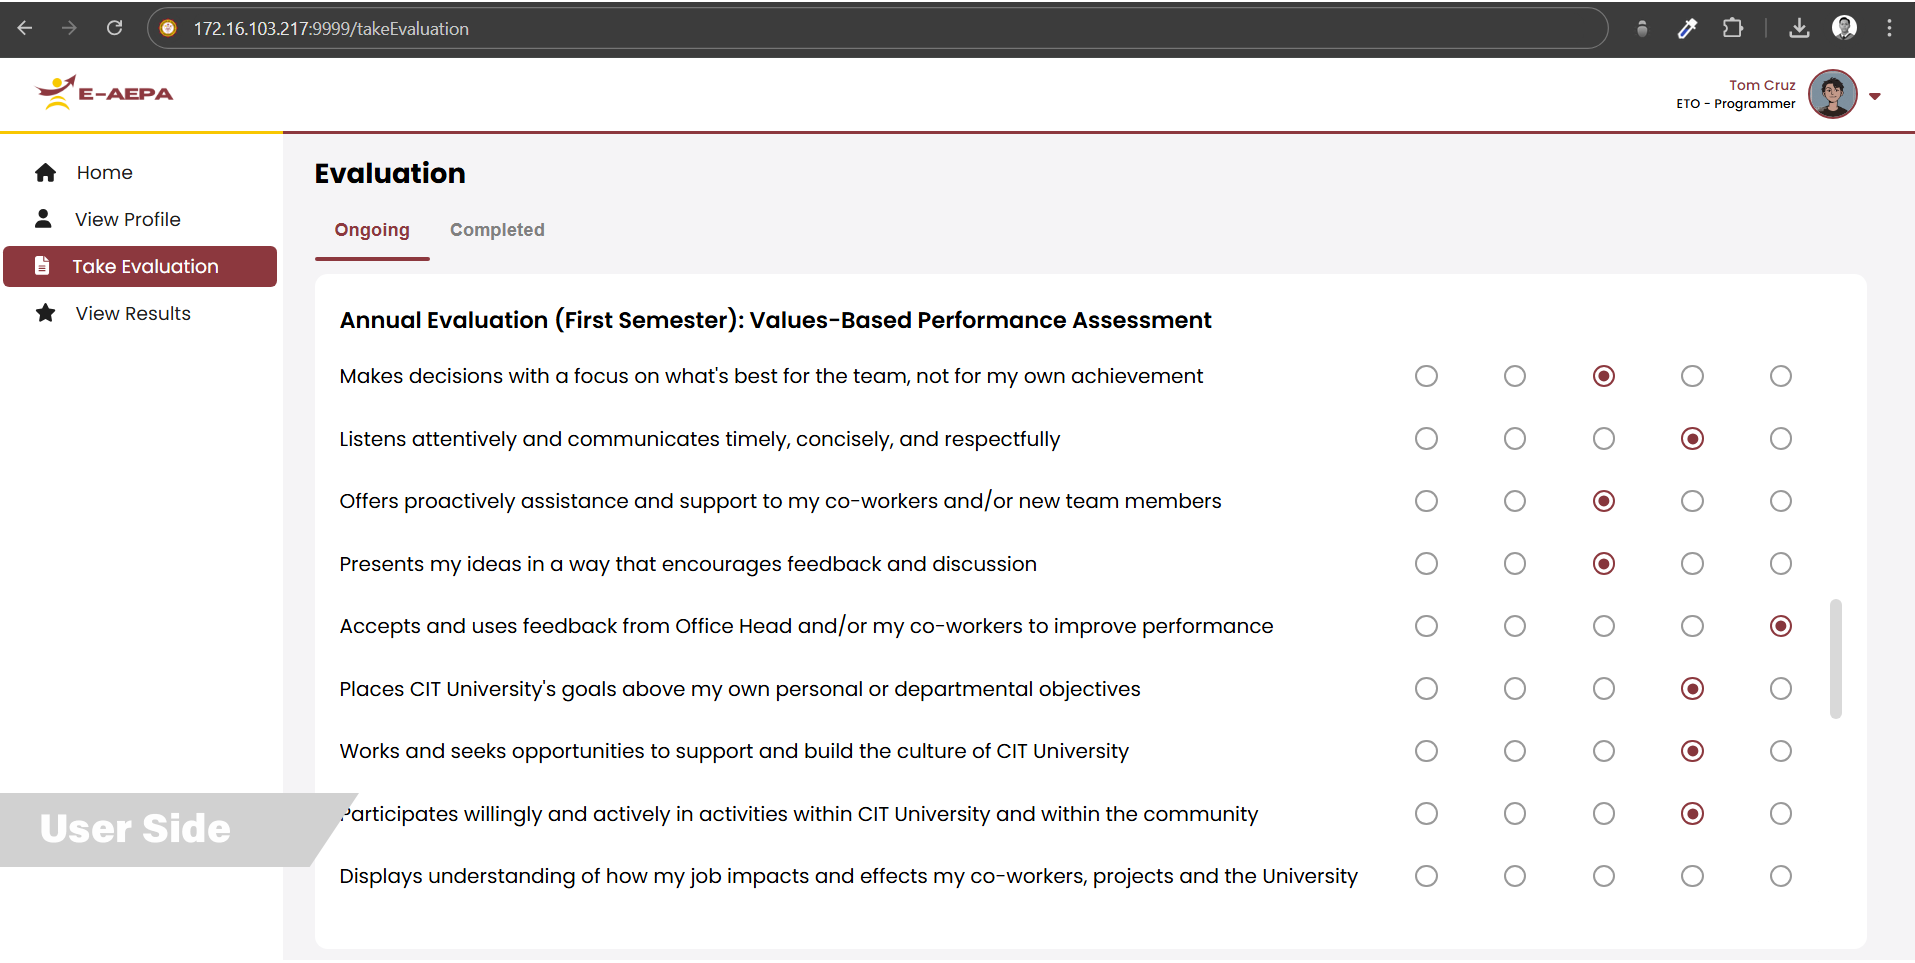 172.16.103.217:9999/takeEvaluation
E-AEPA
Tom Cruz
ETO - Programmer
Home
View Profile
Take Evaluation
View Results
Evaluation
Ongoing
Completed
Annual Evaluation (First Semester): Values-Based Performance Assessment
Makes decisions with a focus on what's best for the team, not for my own achievement
Listens attentively and communicates timely, concisely, and respectfully
Offers proactively assistance and support to my co-workers and/or new team members
Presents my ideas in a way that encourages feedback and discussion
Accepts and uses feedback from Office Head and/or my co-workers to improve performance
Places CIT University's goals above my own personal or departmental objectives
Works and seeks opportunities to support and build the culture of CIT University
Participates willingly and actively in activities within CIT University and within the community
Displays understanding of how my job impacts and effects my co-workers, projects and the University
User Side